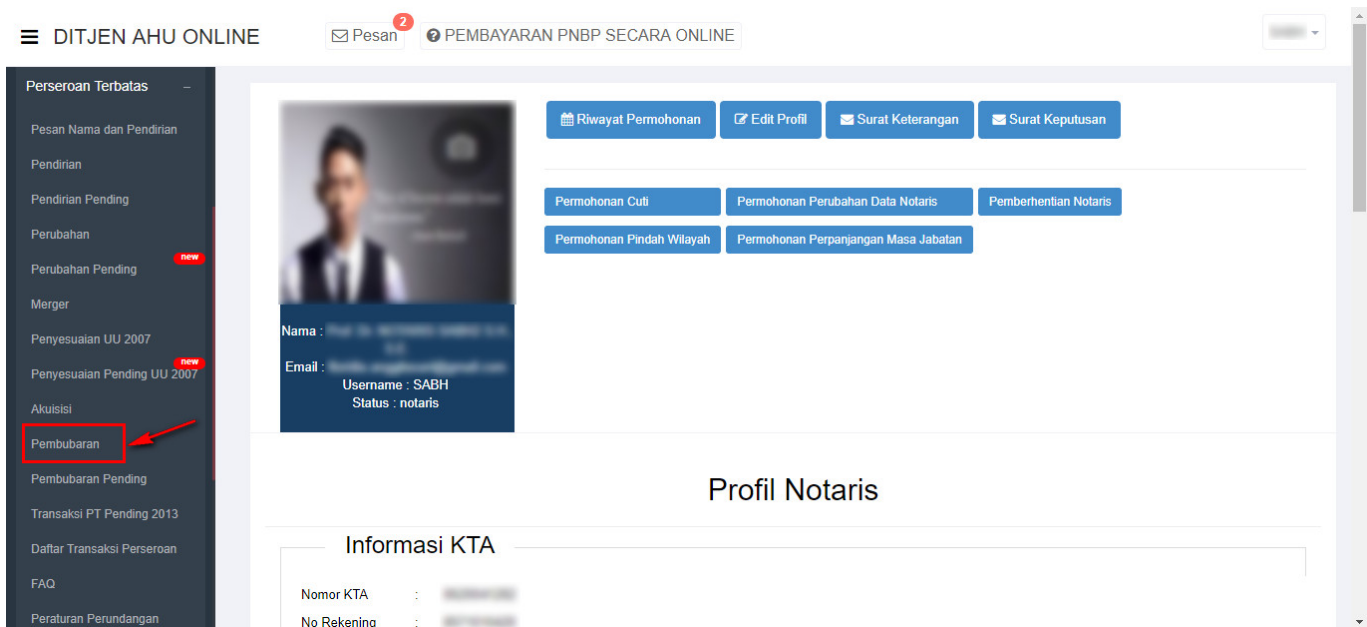 DITJEN AHU ONLINE
Pesan 2
PEMBAYARAN PNBP SECARA ONLINE
Perseroan Terbatas
Pesan Nama dan Pendirian
Pendirian
Pendirian Pending
Perubahan
Perubahan Pending new
Merger
Penyesuaian UU 2007
Penyesuaian Pending UU 2007 new
Akuisisi
Pembubaran
Pembubaran Pending
Transaksi PT Pending 2013
Daftar Transaksi Perseroan
FAQ
Peraturan Perundangan
Riwayat Permohonan
Edit Profil
Surat Keterangan
Surat Keputusan
Permohonan Cuti
Permohonan Perubahan Data Notaris
Pemberhentian Notaris
Permohonan Pindah Wilayah
Permohonan Perpanjangan Masa Jabatan
Nama :
Email :
Username : SABH
Status : notaris
Profil Notaris
Informasi KTA
Nomor KTA :
No Rekening :